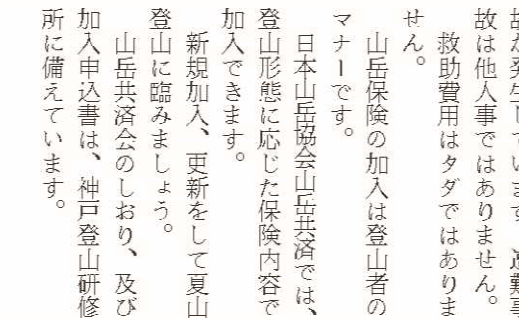 故が発生しています。遭難事
故は他人事ではありません。
救助費用はタダではありま
せん。
山岳保険の加入は登山者の
マナーです。
日本山岳協会山岳共済では、
登山形態に応じた保険内容で
加入できます。
新規加入、更新をして夏山
登山に臨みましょう。
山岳共済会のしおり、及び
加入申込書は、神戸登山研修
所に備えています。